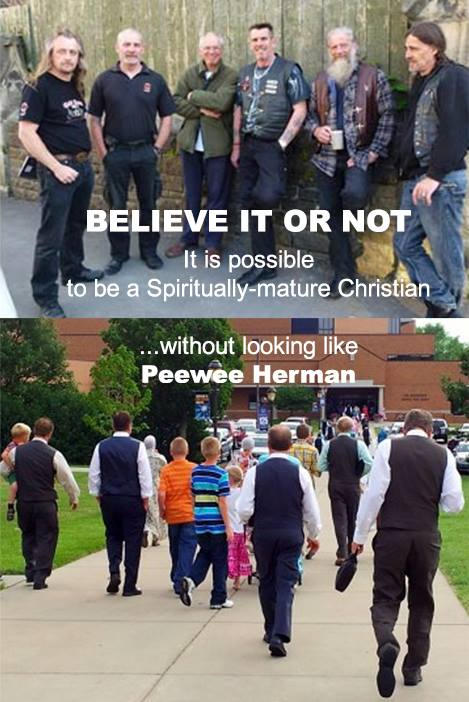 BELIEVE IT OR NOT
It is possible
to be a Spiritually-mature Christian
...without looking like
Peewee Herman